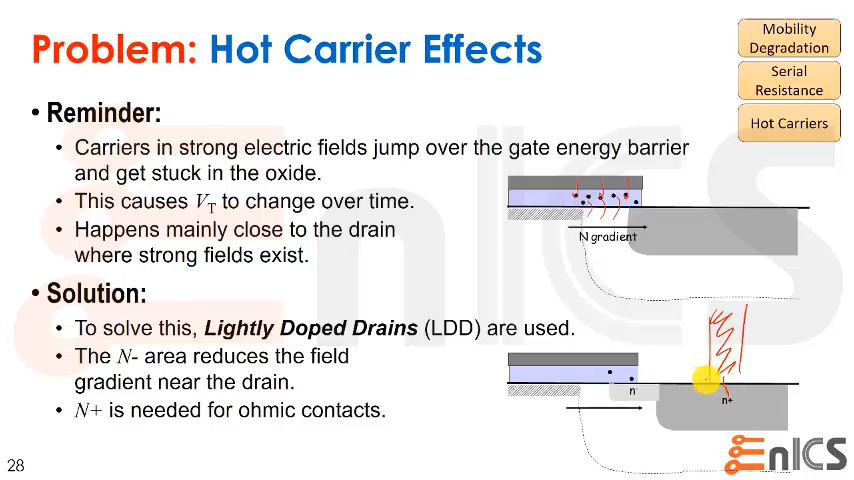 Problem: Hot Carrier Effects
Mobility
Degradation
Serial
Resistance
Hot Carriers
• Reminder:
• Carriers in strong electric fields jump over the gate energy barrier
and get stuck in the oxide.
• This causes VT to change over time.
• Happens mainly close to the drain
where strong fields exist.
N gradient
• Solution:
• To solve this, Lightly Doped Drains (LDD) are used.
• The N- area reduces the field
gradient near the drain.
• N+ is needed for ohmic contacts.
n
n+
28
EnICS